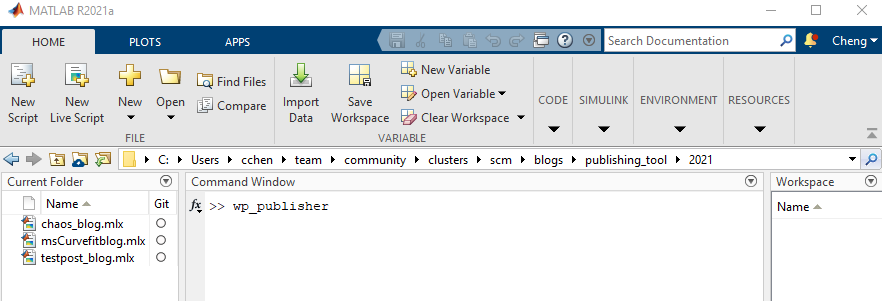 MATLAB R2021a
HOME PLOTS APPS Search Documentation Cheng
New Script
New Live Script
New
Open
Find Files
Compare
FILE
Import Data
Save Workspace
New Variable
Open Variable
Clear Workspace
VARIABLE
CODE
SIMULINK
ENVIRONMENT
RESOURCES
C: Users cchen team community clusters scm blogs publishing_tool 2021
Current Folder
Name Git
chaos_blog.mlx
msCurvefitblog.mlx
testpost_blog.mlx
Command Window
fx >> wp_publisher
Workspace
Name